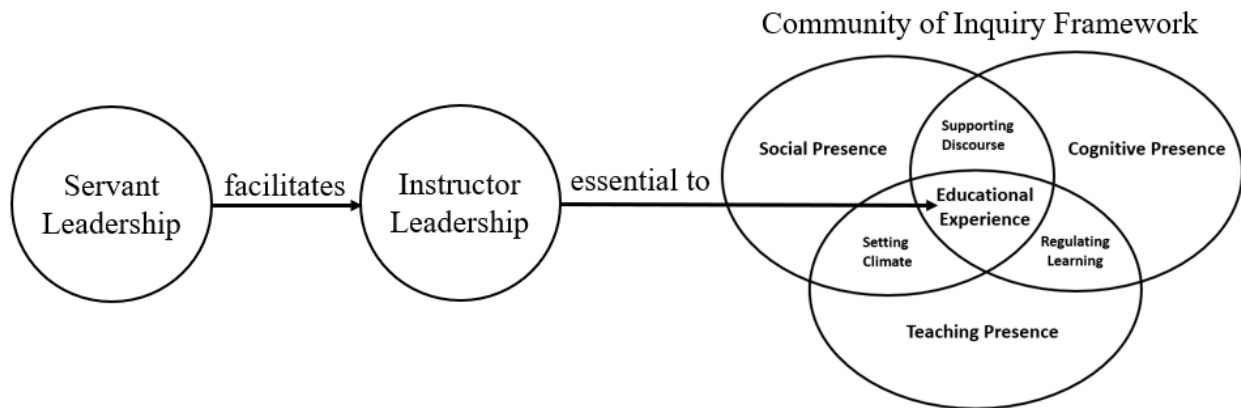 Community of Inquiry Framework
Servant
Leadership
facilitates
Instructor
Leadership
essential to
Social Presence
Supporting
Discourse
Cognitive Presence
Educational
Experience
Setting
Climate
Regulating
Learning
Teaching Presence